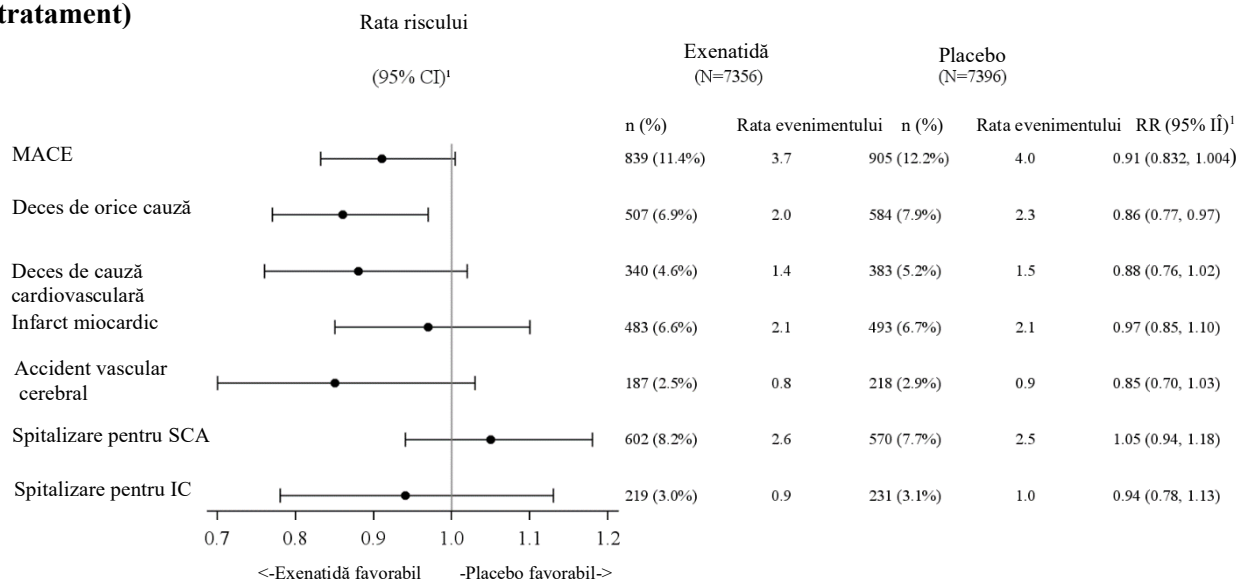 tratament)
Rata riscului
(95% CI)¹
Exenatidă
(N=7356)
Placebo
(N=7396)
n (%) Rata evenimentului n (%) Rata evenimentului RR (95% IÎ)¹
MACE 839 (11.4%) 3.7 905 (12.2%) 4.0 0.91 (0.832, 1.004)
Deces de orice cauză 507 (6.9%) 2.0 584 (7.9%) 2.3 0.86 (0.77, 0.97)
Deces de cauză 340 (4.6%) 1.4 383 (5.2%) 1.5 0.88 (0.76, 1.02)
cardiovasculară
Infarct miocardic 483 (6.6%) 2.1 493 (6.7%) 2.1 0.97 (0.85, 1.10)
Accident vascular
cerebral 187 (2.5%) 0.8 218 (2.9%) 0.9 0.85 (0.70, 1.03)
Spitalizare pentru SCA 602 (8.2%) 2.6 570 (7.7%) 2.5 1.05 (0.94, 1.18)
Spitalizare pentru IC 219 (3.0%) 0.9 231 (3.1%) 1.0 0.94 (0.78, 1.13)
0.7 0.8 0.9 1.0 1.1 1.2
<-Exenatidă favorabil -Placebo favorabil->